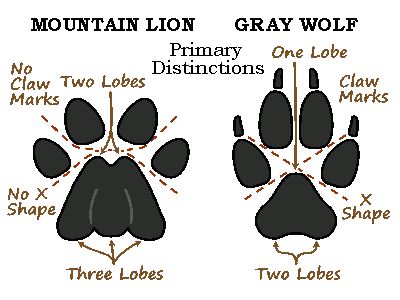 MOUNTAIN LION
GRAY WOLF
Primary
Distinctions
No
Claw
Marks
Two Lobes
One Lobe
Claw
Marks
No X
Shape
X
Shape
Three Lobes
Two Lobes